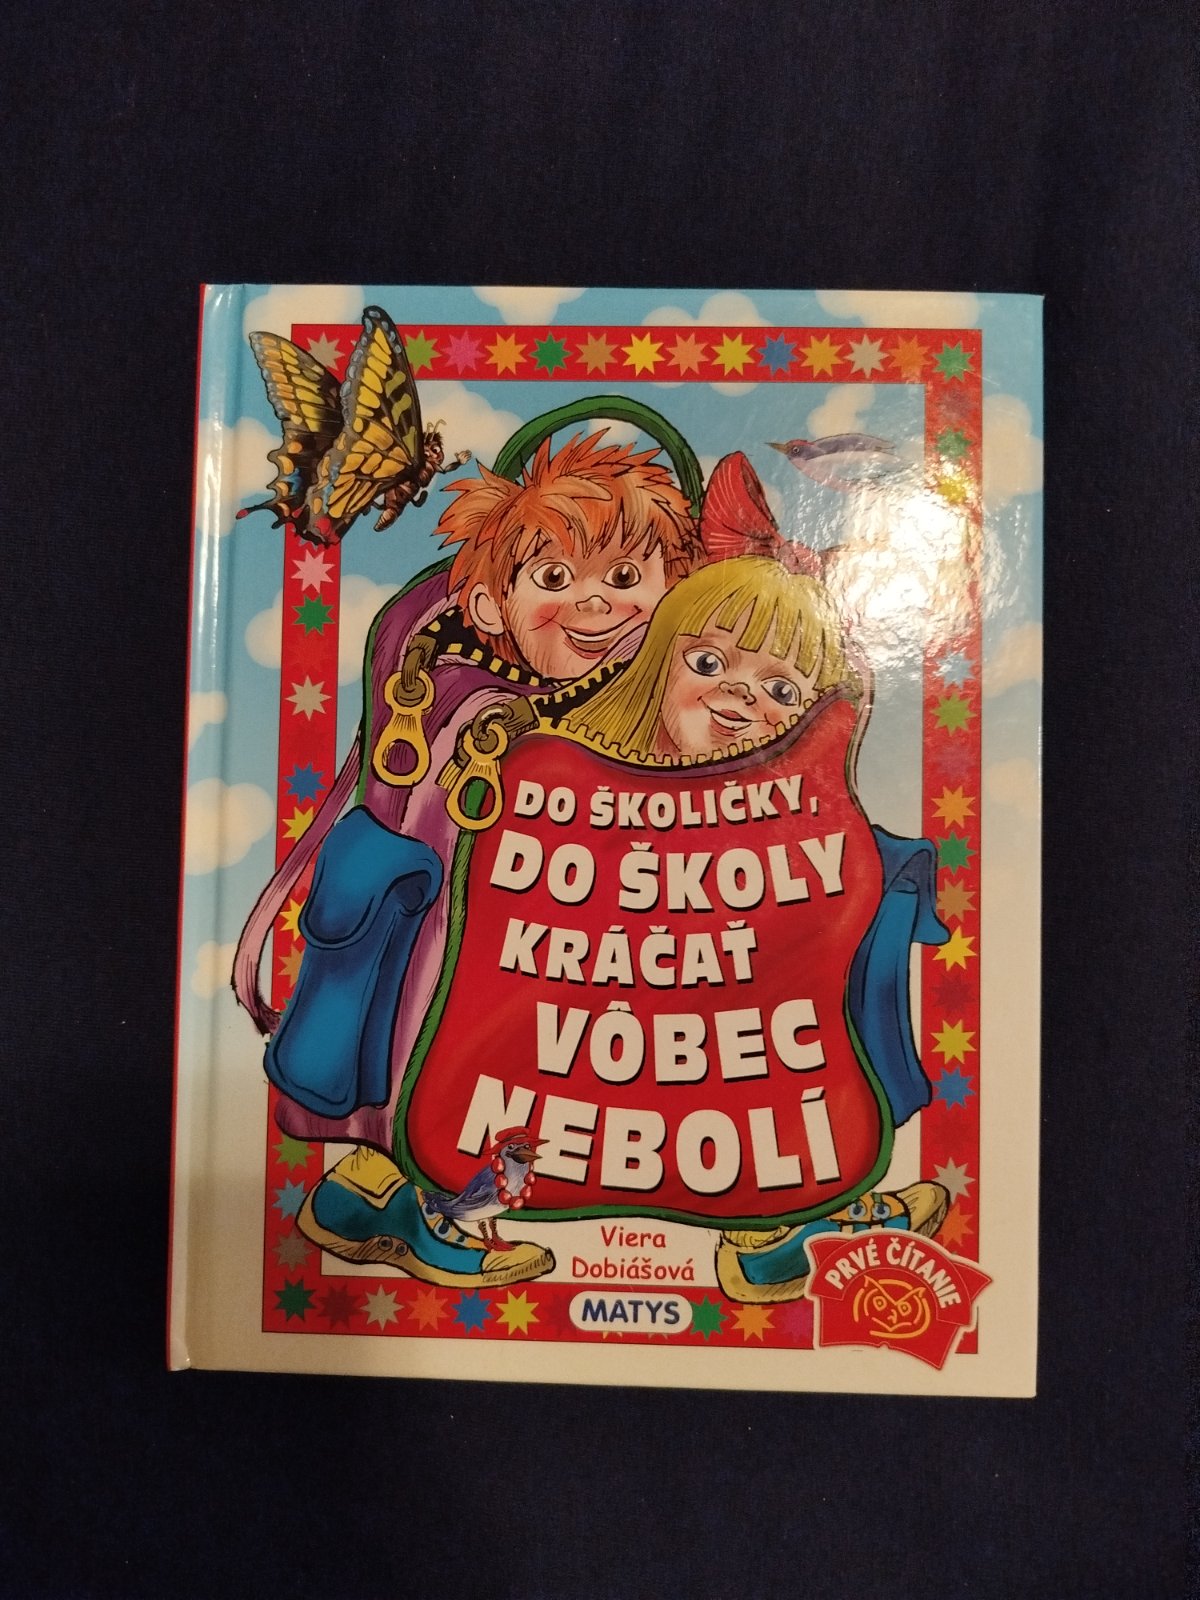 DO ŠKOLIČKY,
DO ŠKOLY
KRÁČAŤ
VÔBEC
NEBOLÍ
Viera
Dobiášová
MATYS
PRVÉ ČÍTANIE